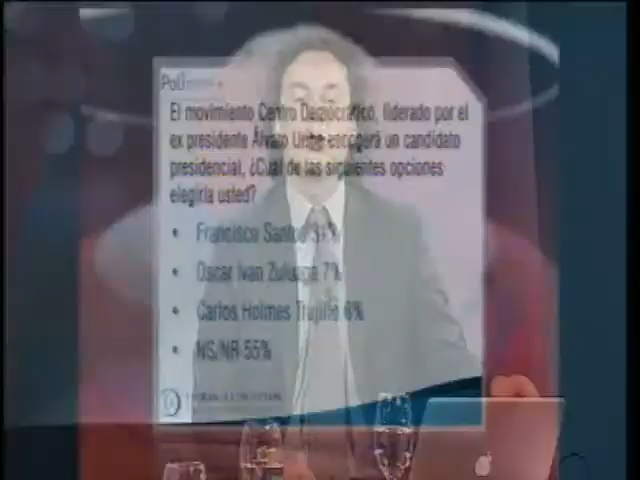 El movimiento Centro Democrático, liderado por el
ex presidente Álvaro Uribe escogerá un candidato
presidencial, ¿Cuál de las siguientes opciones
elegiría usted?
• Francisco Santos
• Oscar Ivan Zuluaga 7%
• Carlos Holmes Trujillo 6%
• NS/NR 55%